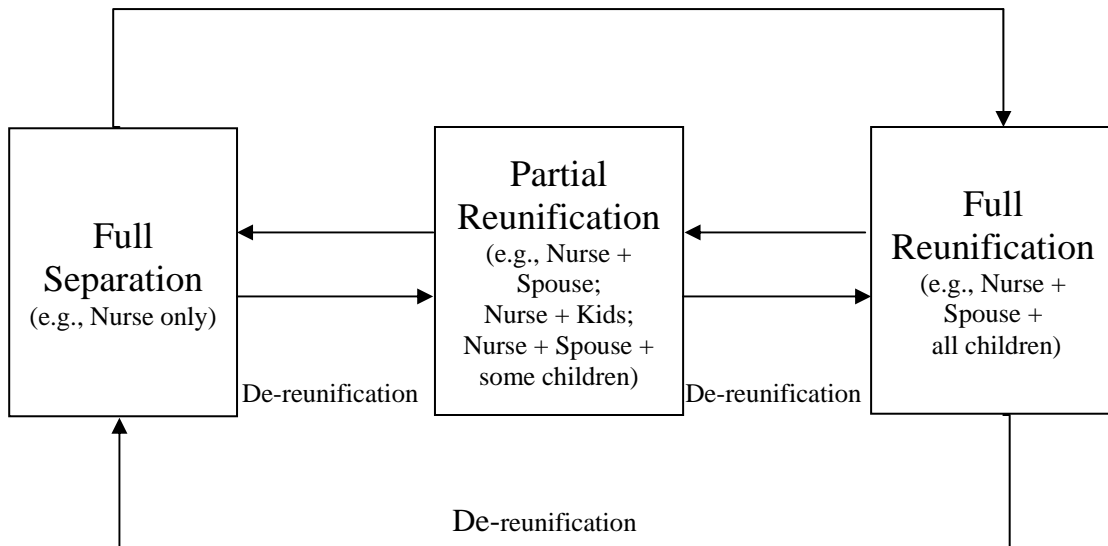 Full
Separation
(e.g., Nurse only)
De-reunification
Partial
Reunification
(e.g., Nurse +
Spouse;
Nurse + Kids;
Nurse + Spouse +
some children)
De-reunification
Full
Reunification
(e.g., Nurse +
Spouse +
all children)
De-reunification